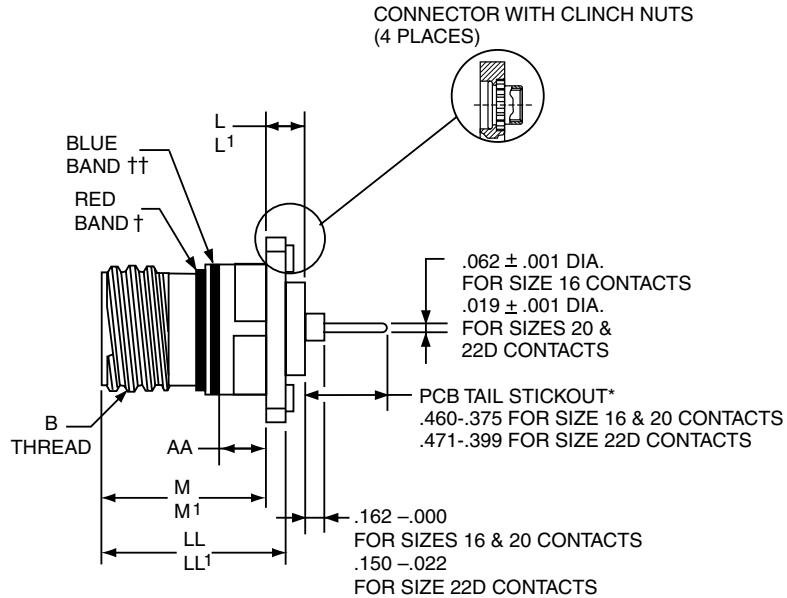 CONNECTOR WITH CLINCH NUTS
(4 PLACES)
L
L1
BLUE
BAND ††
RED
BAND †
.062 ± .001 DIA.
FOR SIZE 16 CONTACTS
.019 ± .001 DIA.
FOR SIZES 20 &
22D CONTACTS
PCB TAIL STICKOUT*
.460-.375 FOR SIZE 16 & 20 CONTACTS
.471-.399 FOR SIZE 22D CONTACTS
B
THREAD
AA
M
M1
LL
LL1
.162 –.000
FOR SIZES 16 & 20 CONTACTS
.150 –.022
FOR SIZE 22D CONTACTS